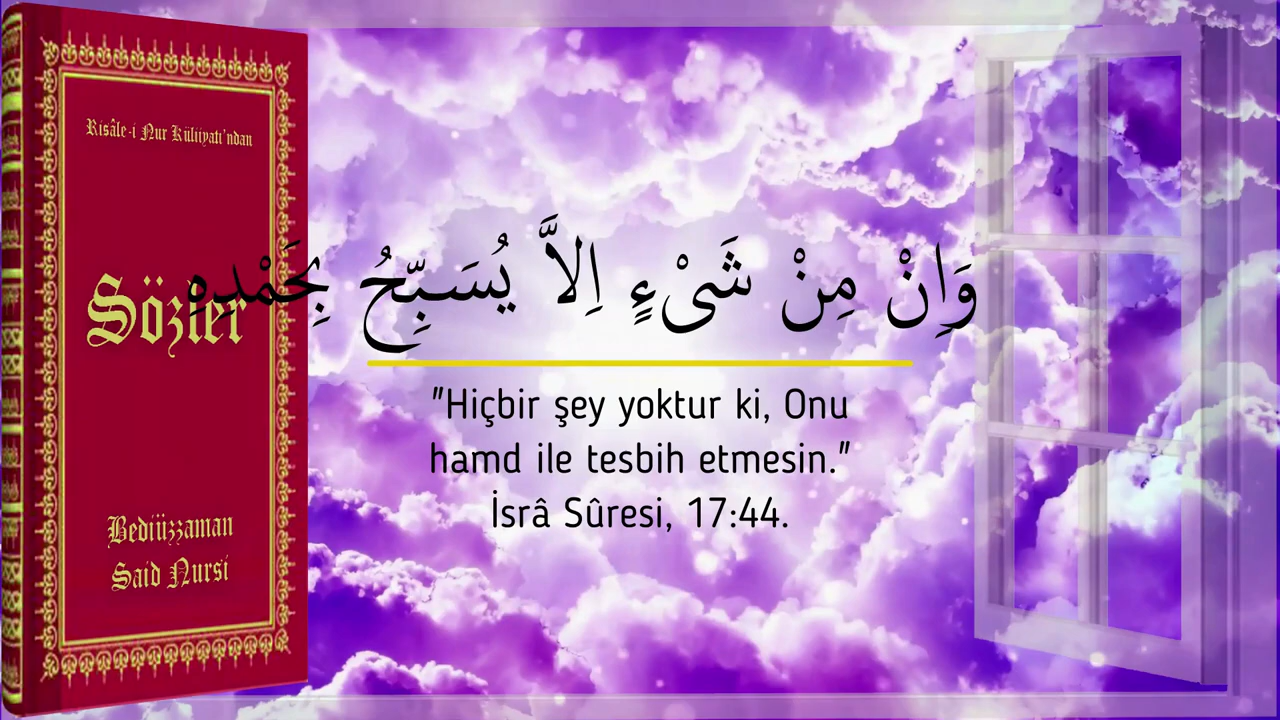 Risâle-i Nur Külliyatı'ndan
Sözler
Bediüzzaman
Said Nursi
وَاِنْ مِنْ شَىْءٍ اِلاَّ يُسَبِّحُ بِحَمْدِهِ
"Hiçbir şey yoktur ki, Onu
hamd ile tesbih etmesin."
İsrâ Sûresi, 17:44.